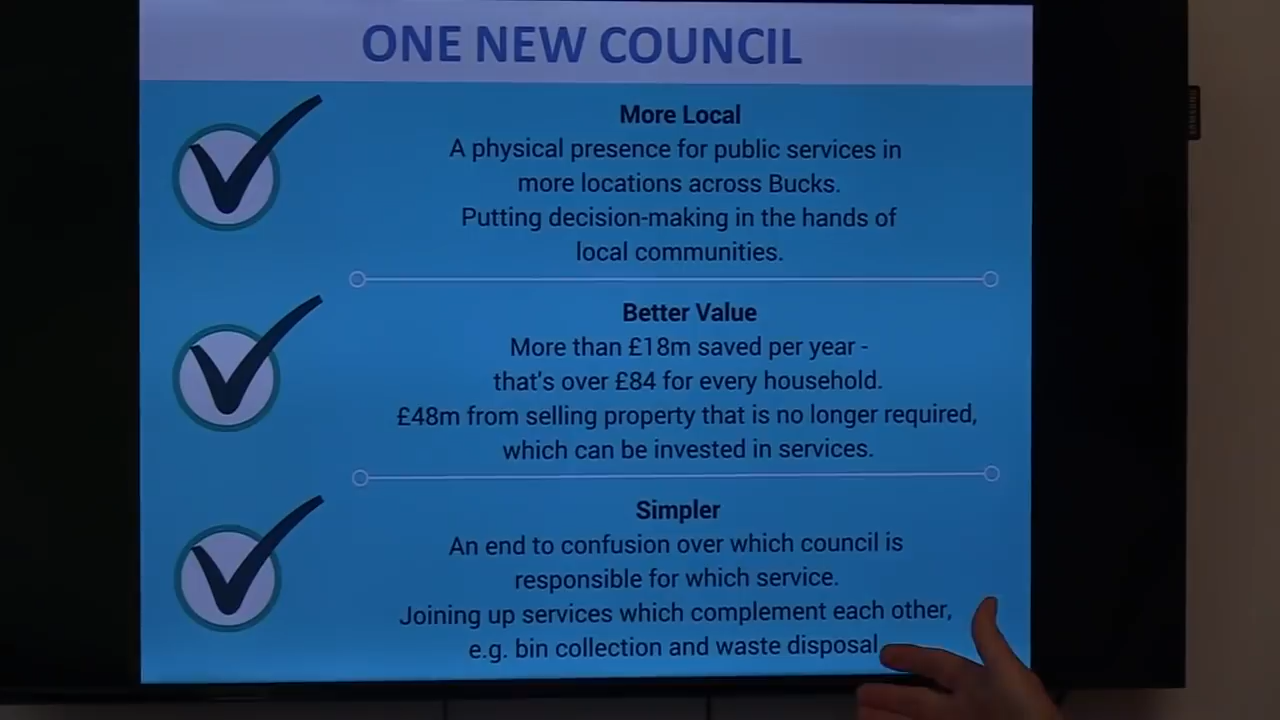 ONE NEW COUNCIL
More Local
A physical presence for public services in
more locations across Bucks.
Putting decision-making in the hands of
local communities.
Better Value
More than £18m saved per year -
that's over £84 for every household.
£48m from selling property that is no longer required,
which can be invested in services.
Simpler
An end to confusion over which council is
responsible for which service.
Joining up services which complement each other,
e.g. bin collection and waste disposal